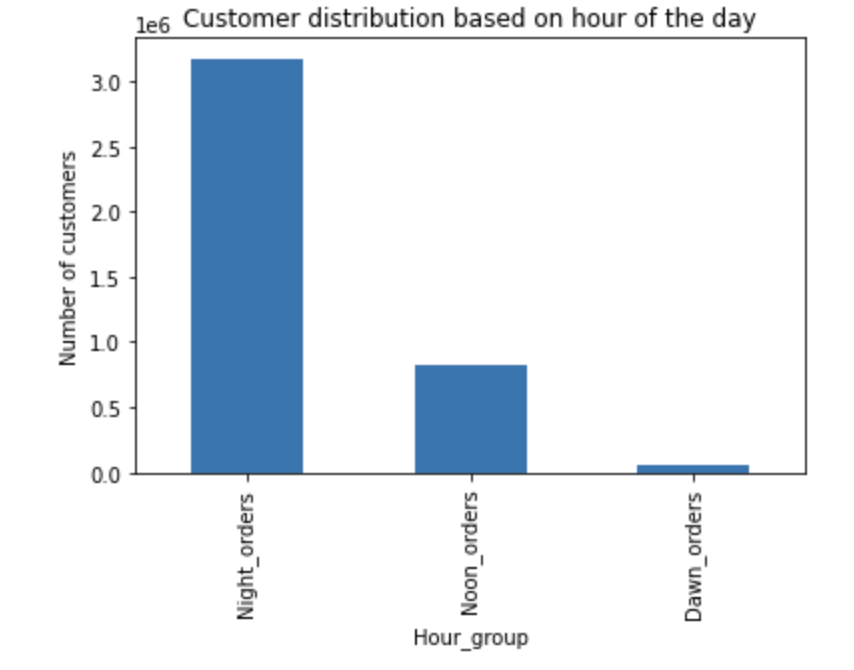 1e6
Customer distribution based on hour of the day
3.0
2.5
2.0
1.5
1.0
0.5
0.0
Number of customers
Night_orders
Noon_orders
Dawn_orders
Hour_group